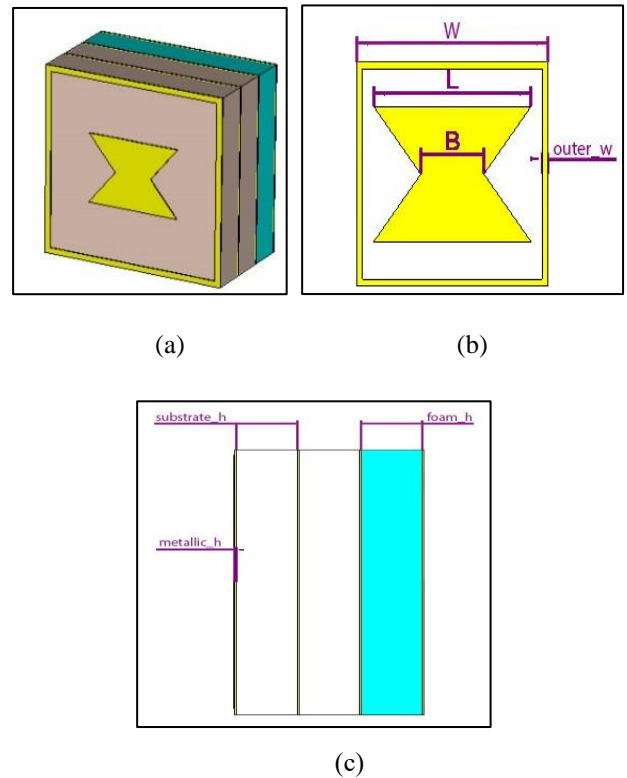 W
L
B
outer_w
(a)
(b)
substrate_h
foam_h
metallic_h
(c)